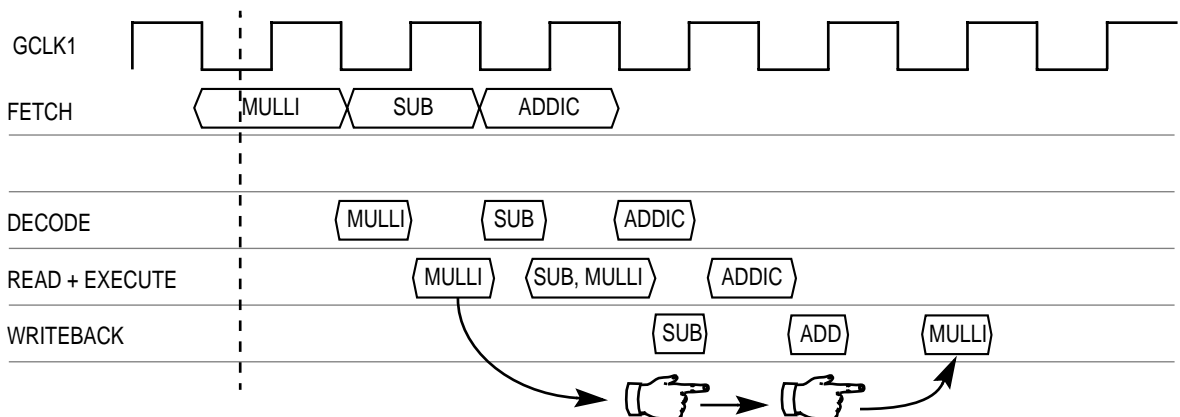 GCLK1
FETCH MULLI SUB ADDIC
DECODE MULLI SUB ADDIC
READ + EXECUTE MULLI SUB, MULLI ADDIC
WRITEBACK SUB ADD MULLI